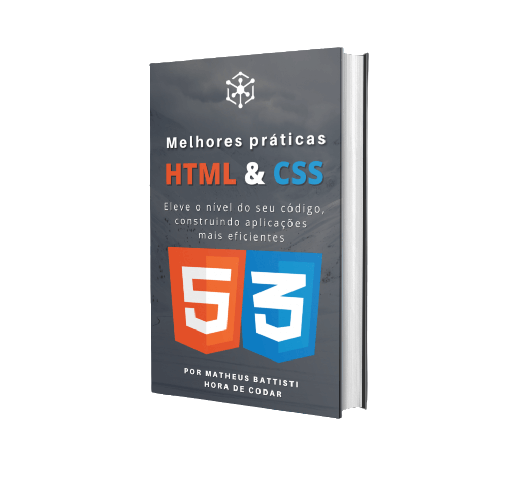 Melhores práticas
HTML & CSS
Eleve o nível do seu código,
construindo aplicações
mais eficientes
5 3
POR MATHEUS BATTISTI
HORA DE CODAR